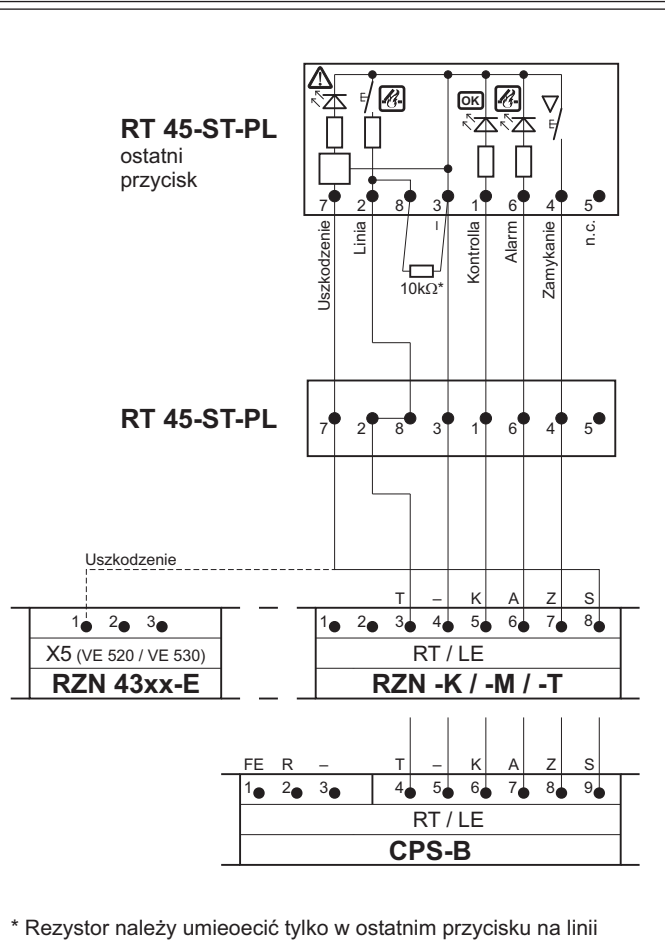 OK
RT 45-ST-PL
ostatni
przycisk
7 2 8 3 1 6 4 5
Uszkodzenie
Linia
–
Kontrolla
Alarm
Zamykanie
n.c.
10kΩ*
RT 45-ST-PL
7 2 8 3 1 6 4 5
Uszkodzenie
T – K A Z S
1 2 3
1 2 3 4 5 6 7 8
X5 (VE 520 / VE 530)
RT / LE
RZN 43xx-E
RZN -K / -M / -T
FE R – T – K A Z S
1 2 3 4 5 6 7 8 9
RT / LE
CPS-B
* Rezystor należy umieoecić tylko w ostatnim przycisku na linii